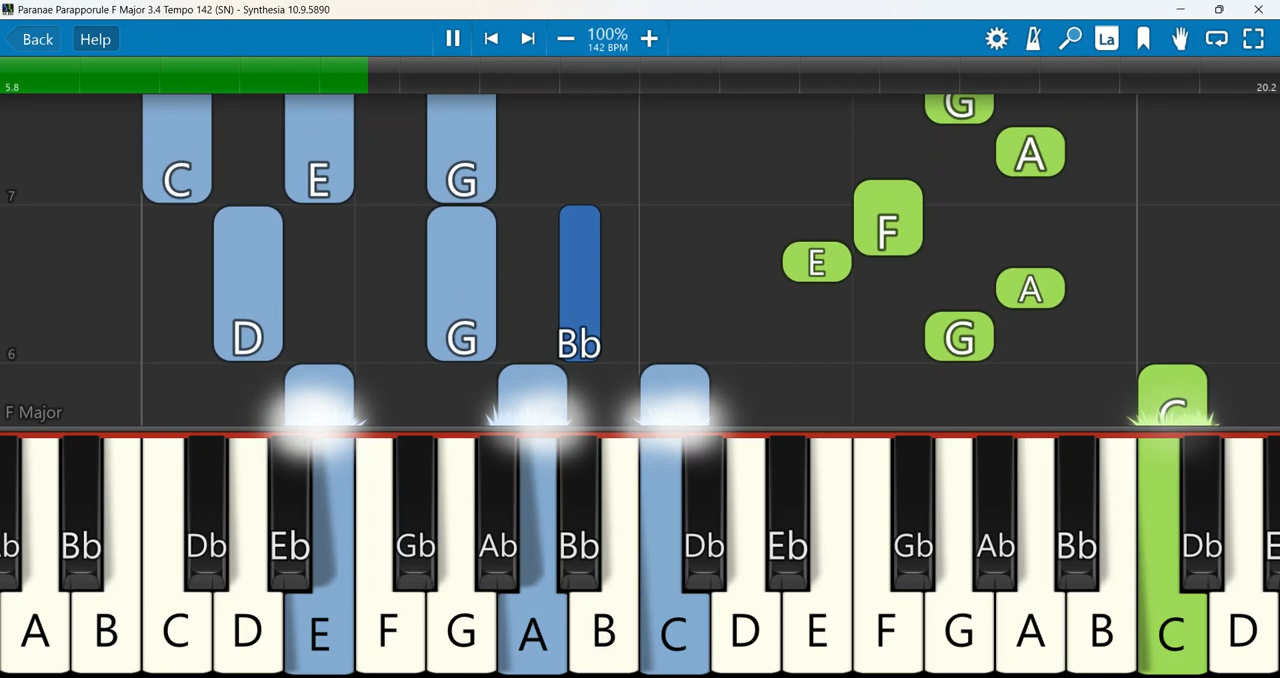 Paranae Parapporule F Major 3.4 Tempo 142 (SN) - Synthesia 10.9.5890
Back Help 100% La
142 BPM
5.8 20.2
G
A
C E G
7
F
E
A
D G Bb G
6
F Major C
Bb Db Eb Gb Ab Bb Db Eb Gb Ab Bb Db
A B C D E F G A B C D E F G A B C D